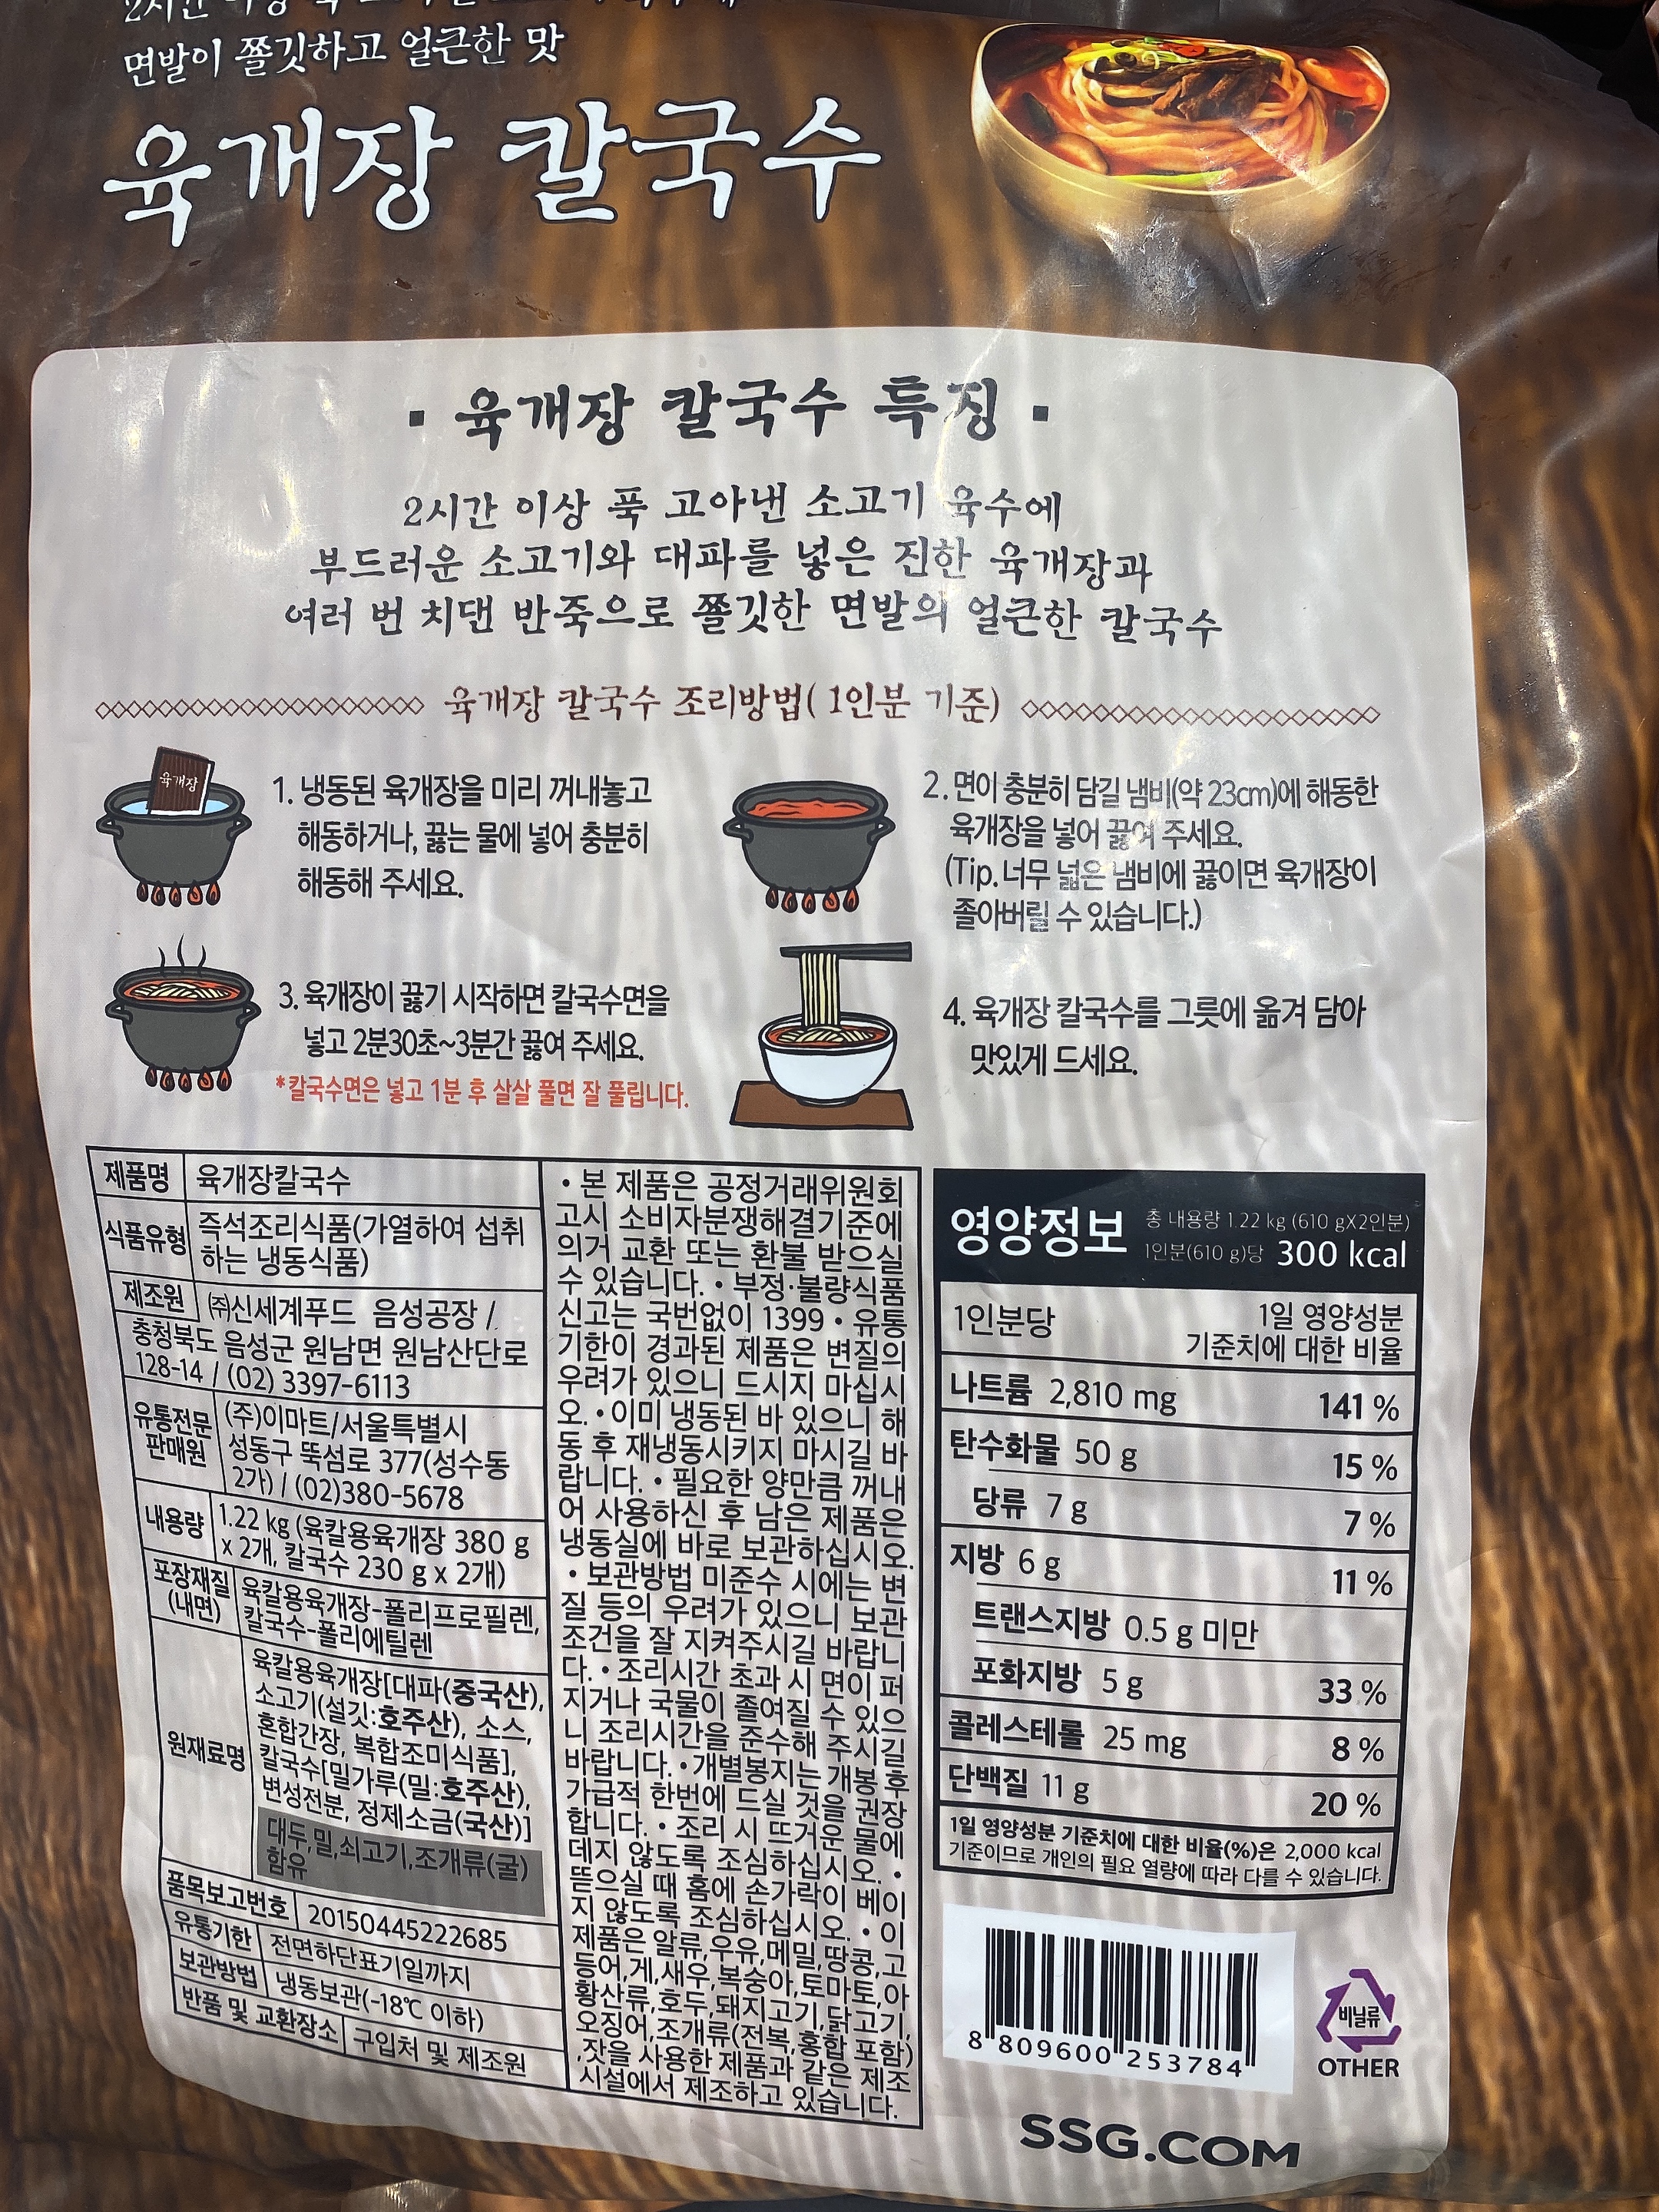 면발이 쫄깃하고 얼큰한 맛
육개장 칼국수
▪ 육개장 칼국수 특징 ▪
2시간 이상 푹 고아낸 소고기 육수에
부드러운 소고기와 대파를 넣은 진한 육개장과
여러 번 치댄 반죽으로 쫄깃한 면발의 얼큰한 칼국수
육개장 칼국수 조리방법( 1인분 기준)
육개장
1. 냉동된 육개장을 미리 꺼내놓고
해동하거나, 끓는 물에 넣어 충분히
해동해 주세요.
2. 면이 충분히 담길 냄비(약 23cm)에 해동한
육개장을 넣어 끓여 주세요.
(Tip. 너무 넓은 냄비에 끓이면 육개장이
졸아버릴 수 있습니다.)
3. 육개장이 끓기 시작하면 칼국수면을
넣고 2분30초~3분간 끓여 주세요.
*칼국수면은 넣고 1분 후 살살 풀면 잘 풀립니다.
4. 육개장 칼국수를 그릇에 옮겨 담아
맛있게 드세요.
제품명 육개장칼국수
식품유형 즉석조리식품(가열하여 섭취
하는 냉동식품)
제조원 ㈜신세계푸드 음성공장 /
충청북도 음성군 원남면 원남산단로
128-14 / (02) 3397-6113
유통전문
판매원
(주)이마트/서울특별시
성동구 뚝섬로 377(성수동
2가) / (02)380-5678
내용량 1.22 kg (육칼용육개장 380 g
x 2개, 칼국수 230 g x 2개)
포장재질
(내면)
육칼용육개장-폴리프로필렌,
칼국수-폴리에틸렌
원재료명
육칼용육개장[대파(중국산),
소고기(설깃:호주산), 소스,
혼합간장, 복합조미식품],
칼국수[밀가루(밀:호주산),
변성전분, 정제소금(국산)]
대두,밀,쇠고기,조개류(굴)
함유
품목보고번호 20150445222685
유통기한 전면하단표기일까지
보관방법 냉동보관(-18℃ 이하)
반품 및 교환장소 구입처 및 제조원
• 본 제품은 공정거래위원회
고시 소비자분쟁해결기준에
의거 교환 또는 환불 받으실
수 있습니다. • 부정·불량식품
신고는 국번없이 1399 • 유통
기한이 경과된 제품은 변질의
우려가 있으니 드시지 마십시
오. • 이미 냉동된 바 있으니 해
동 후 재냉동시키지 마시길 바
랍니다. • 필요한 양만큼 꺼내
어 사용하신 후 남은 제품은
냉동실에 바로 보관하십시오.
• 보관방법 미준수 시에는 변
질 등의 우려가 있으니 보관
조건을 잘 지켜주시길 바랍니
다. • 조리시간 초과 시 면이 퍼
지거나 국물이 졸여질 수 있으
니 조리시간을 준수해 주시길
바랍니다. • 개별봉지는 개봉 후
가급적 한번에 드실 것을 권장
합니다. • 조리 시 뜨거운 물에
데지 않도록 조심하십시오. •
뜯으실 때 홈에 손가락이 베이
지 않도록 조심하십시오. • 이
제품은 알류,우유,메밀,땅콩,고
등어,게,새우,복숭아,토마토,아
황산류,호두,돼지고기,닭고기,
오징어,조개류(전복,홍합 포함)
,잣을 사용한 제품과 같은 제조
시설에서 제조하고 있습니다.
영양정보
총 내용량 1.22 kg (610 gX2인분)
1인분(610 g)당 300 kcal
1인분당
1일 영양성분
기준치에 대한 비율
나트륨 2,810 mg 141 %
탄수화물 50 g 15 %
당류 7 g 7 %
지방 6 g 11 %
트랜스지방 0.5 g 미만
포화지방 5 g 33 %
콜레스테롤 25 mg 8 %
단백질 11 g 20 %
1일 영양성분 기준치에 대한 비율(%)은 2,000 kcal
기준이므로 개인의 필요 열량에 따라 다를 수 있습니다.
8 809600 253784
비닐류
OTHER
SSG.COM